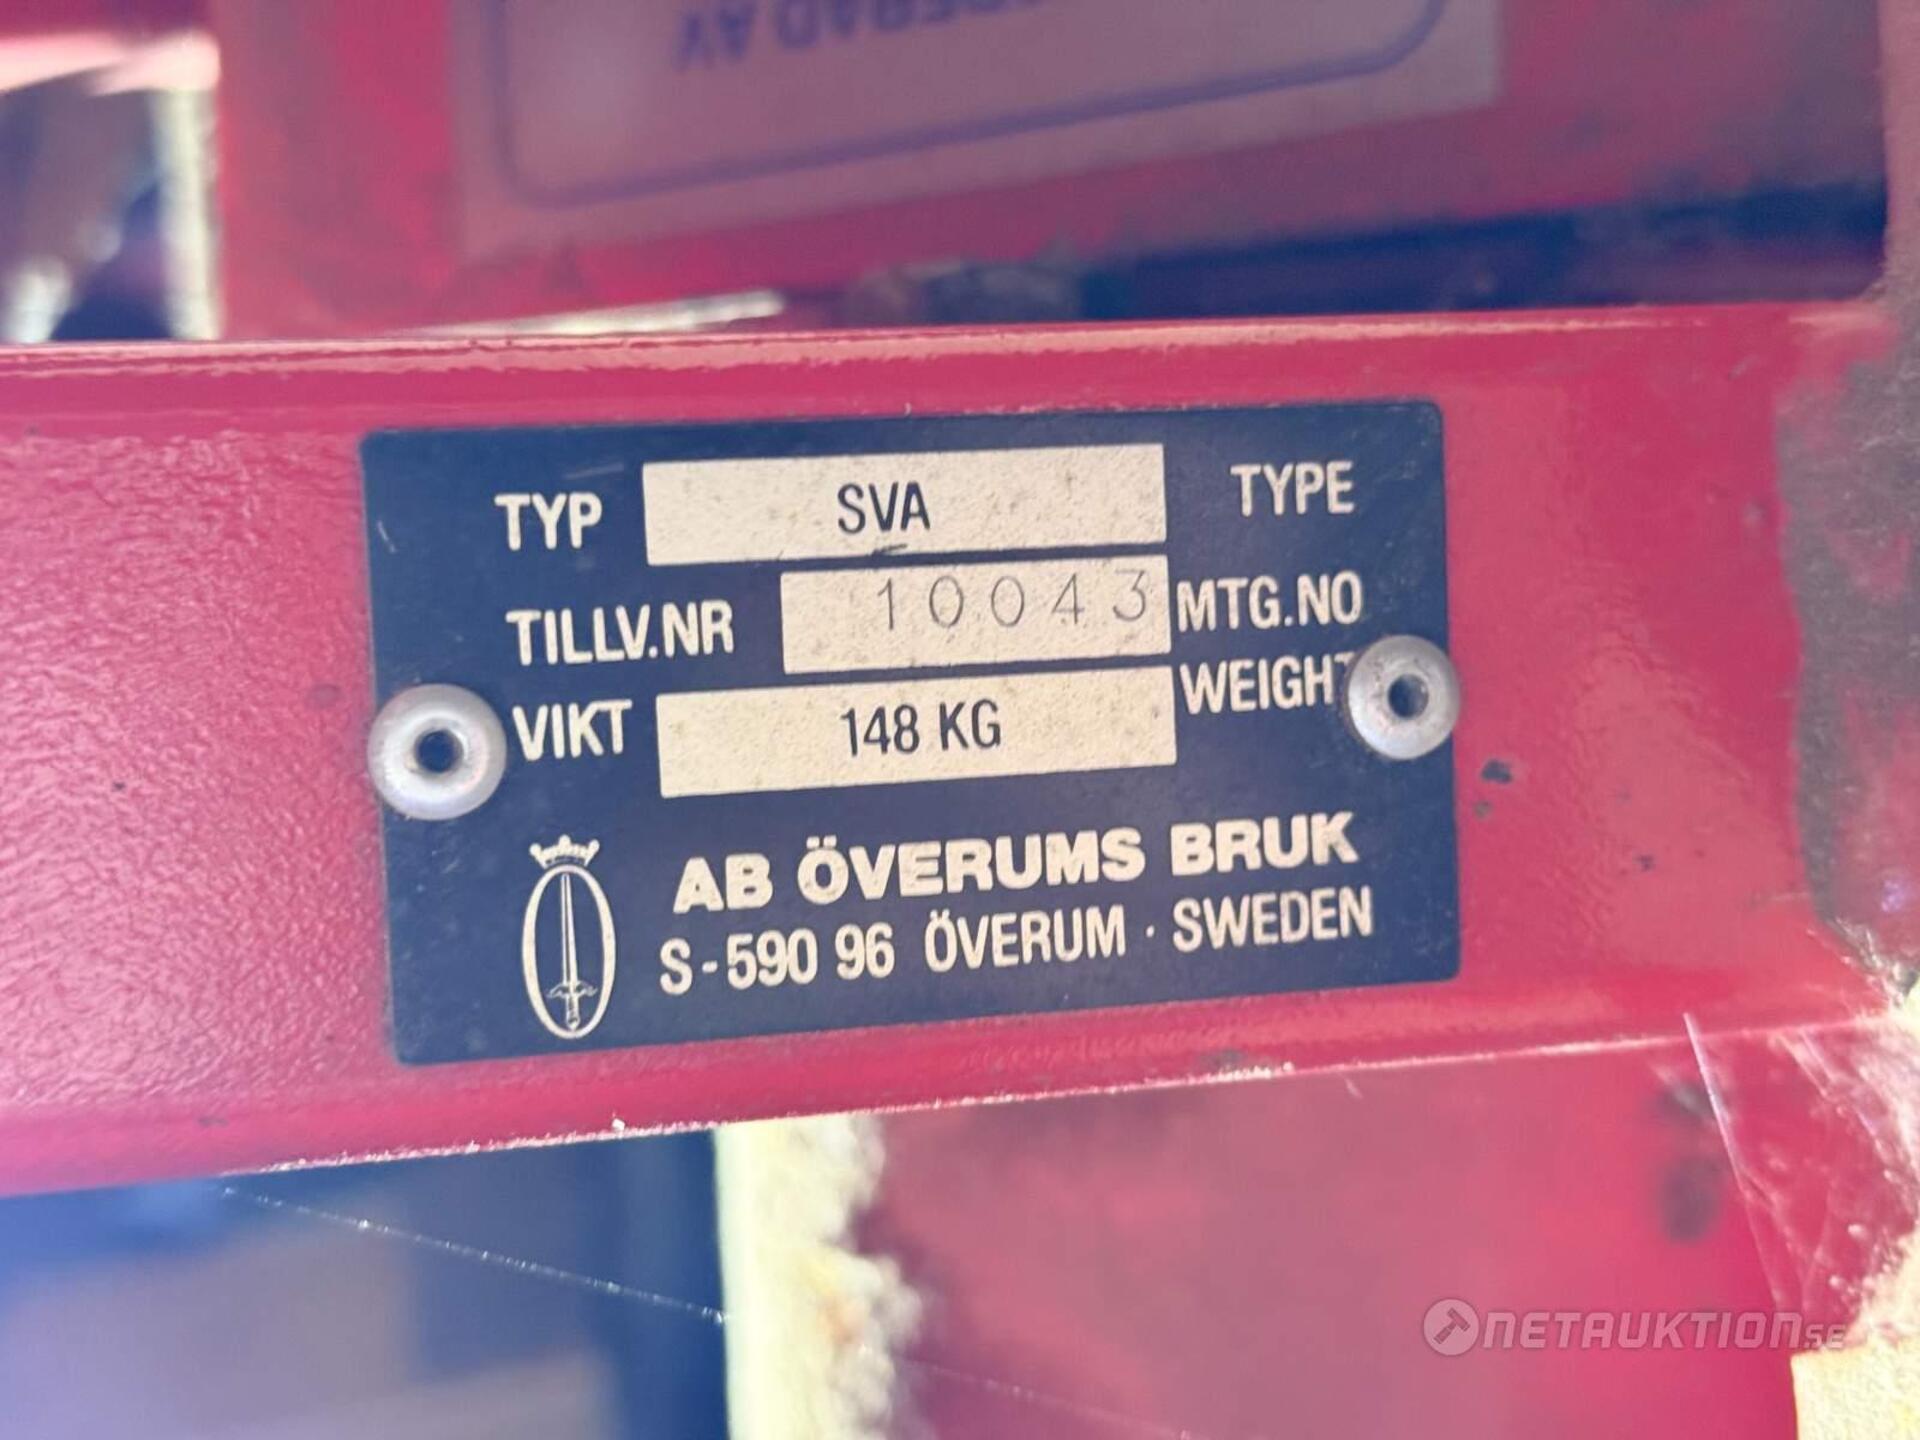 TYP SVA TYPE
TILLV.NR 10043 MTG.NO
VIKT 148 KG WEIGHT
AB ÖVERUMS BRUK
S-590 96 ÖVERUM · SWEDEN
NETAUKTION.SE